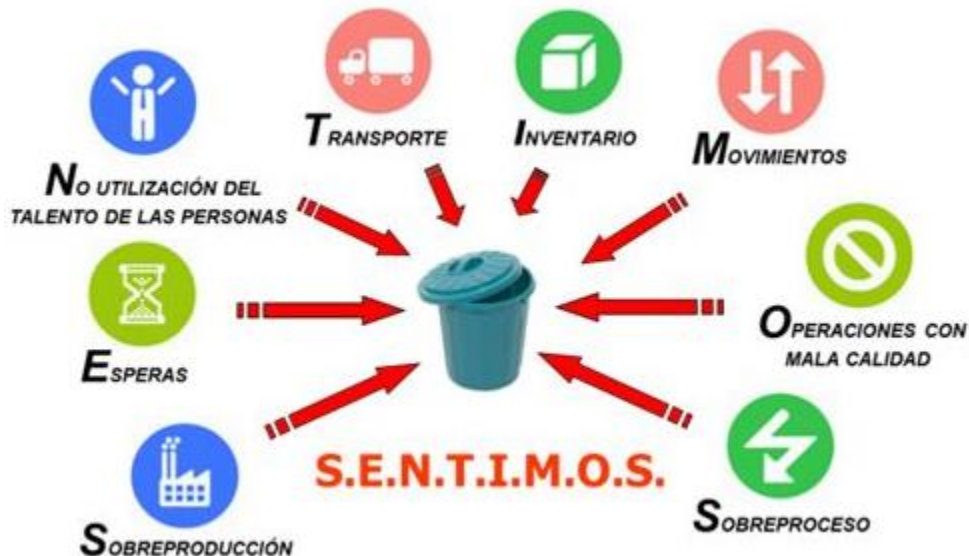 TRANSPORTE
INVENTARIO
MOVIMIENTOS
NO UTILIZACIÓN DEL
TALENTO DE LAS PERSONAS
OPERACIONES CON
MALA CALIDAD
ESPERAS
S.E.N.T.I.M.O.S.
SOBREPROCESO
SOBREPRODUCCIÓN